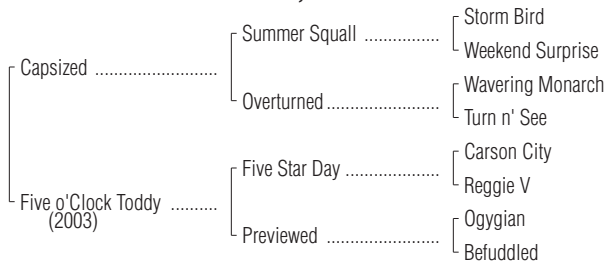 Storm Bird
Summer Squall ................
Weekend Surprise
Capsized ..........................
Wavering Monarch
Overturned ........................
Turn n' See
Carson City
Five Star Day ....................
Reggie V
Five o'Clock Toddy ..........
(2003)
Ogygian
Previewed ........................
Befuddled